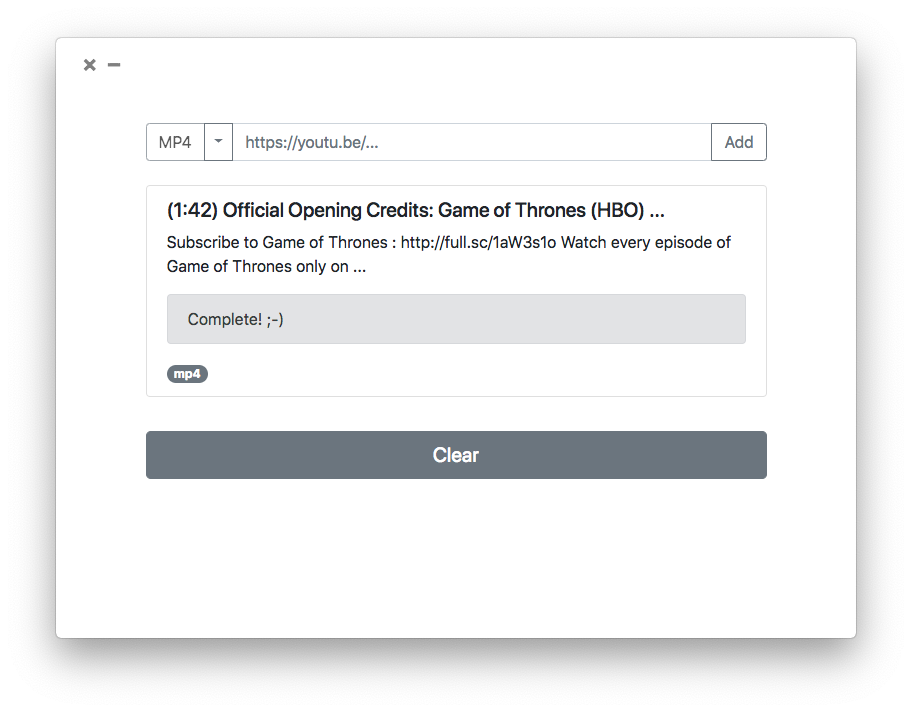 MP4 https://youtu.be/... Add
(1:42) Official Opening Credits: Game of Thrones (HBO) ...
Subscribe to Game of Thrones : http://full.sc/1aW3s1o Watch every episode of
Game of Thrones only on ...
Complete! ;-)
mp4
Clear